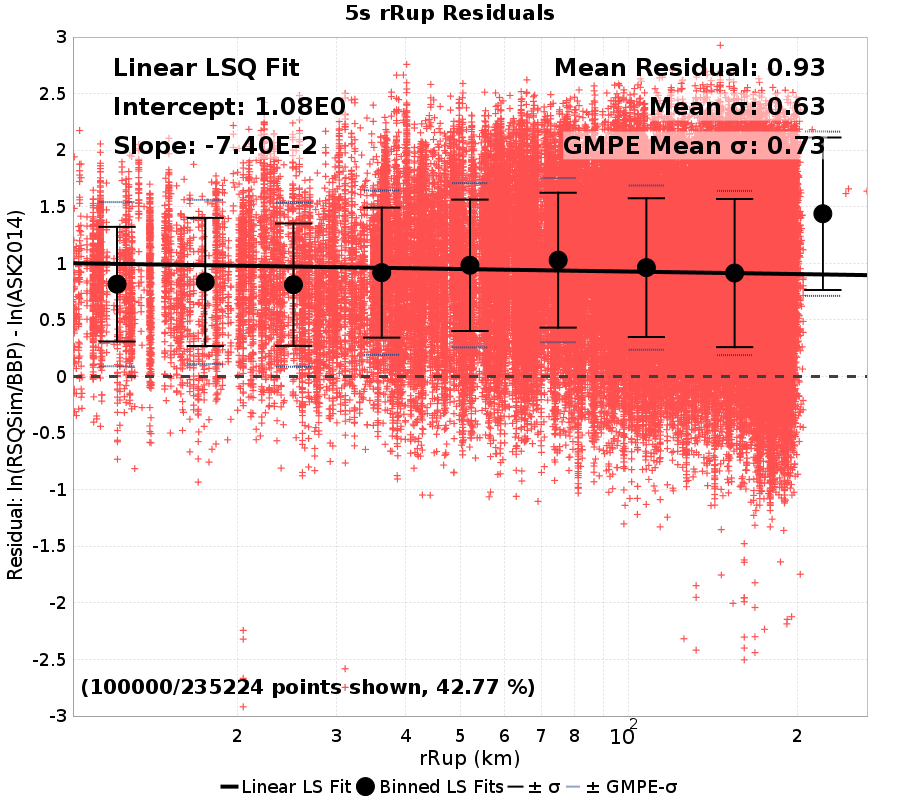 5s rRup Residuals
Linear LSQ Fit
Intercept: 1.08E0
Slope: -7.40E-2
Mean Residual: 0.93
Mean σ: 0.63
GMPE Mean σ: 0.73
Residual: ln(RSQSim/BBP) - ln(ASK2014)
3
2.5
2
1.5
1
0.5
0
-0.5
-1
-1.5
-2
-2.5
-3
(100000/235224 points shown, 42.77 %)
2 3 4 5 6 7 8 10² 2
rRup (km)
Linear LS Fit Binned LS Fits ± σ ± GMPE-σ